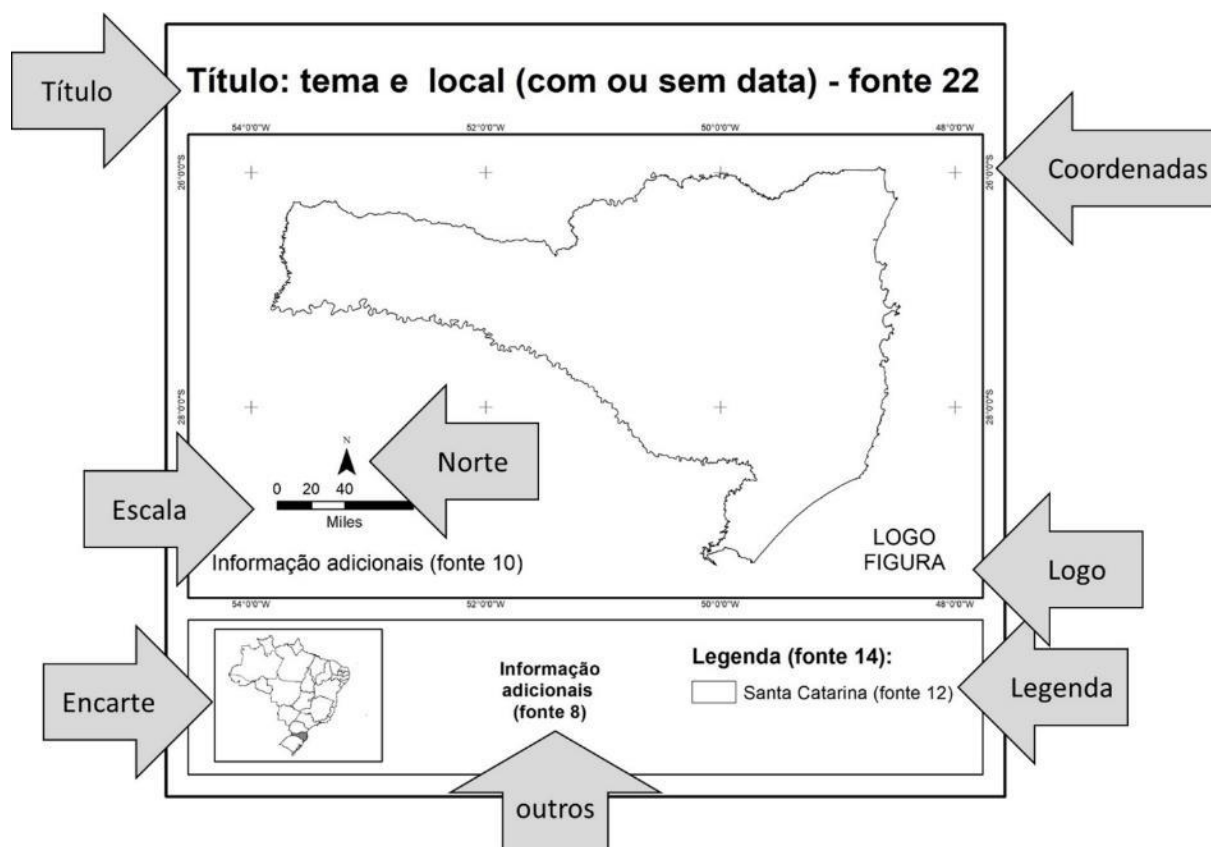 Título
Título: tema e  local (com ou sem data) - fonte 22
Coordenadas
54°0'0"W
52°0'0"W
50°0'0"W
48°0'0"W
26°0'0"S
26°0'0"S
28°0'0"S
28°0'0"S
N
Norte
Escala
0 20 40
Miles
Informação adicionais (fonte 10)
LOGO
FIGURA
Logo
54°0'0"W
52°0'0"W
50°0'0"W
48°0'0"W
Encarte
Informação
adicionais
(fonte 8)
Legenda (fonte 14):
Santa Catarina (fonte 12)
Legenda
outros